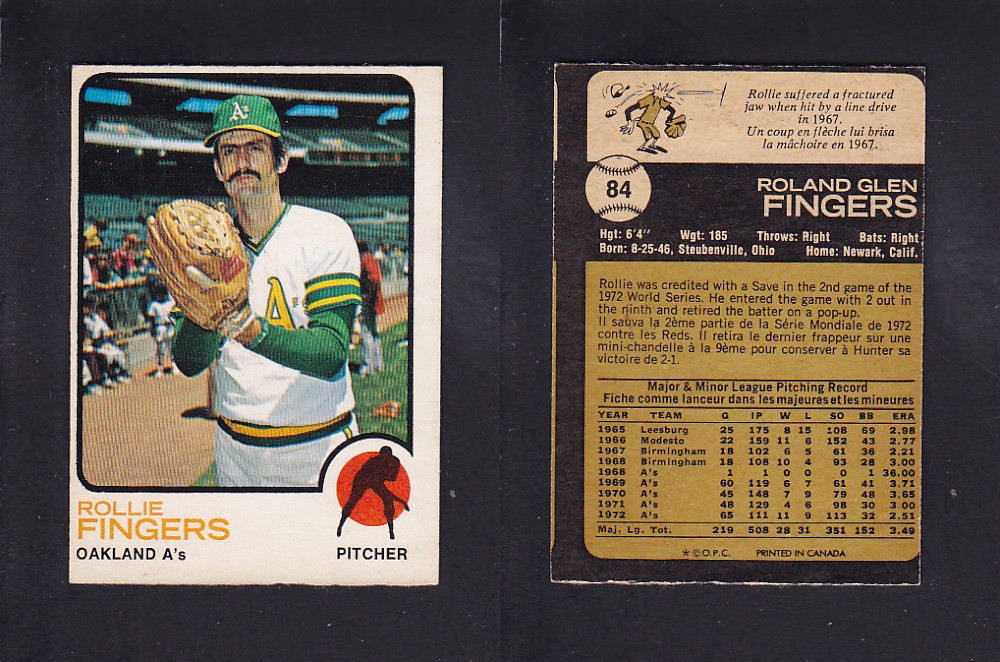 A's
A's
ROLLIE
FINGERS
OAKLAND A's
PITCHER
Rollie suffered a fractured
jaw when hit by a line drive
in 1967.
Un coup en flèche lui brisa
la mâchoire en 1967.
84
ROLAND GLEN
FINGERS
Hgt: 6'4" Wgt: 185 Throws: Right Bats: Right
Born: 8-25-46, Steubenville, Ohio Home: Newark, Calif.
Rollie was credited with a Save in the 2nd game of the
1972 World Series. He entered the game with 2 out in
the ninth and retired the batter on a pop-up.
Il sauva la 2ème partie de la Série Mondiale de 1972
contre les Reds. Il retira le dernier frappeur sur une
mini-chandelle à la 9ème pour conserver à Hunter sa
victoire de 2-1.
Major & Minor League Pitching Record
Fiche comme lanceur dans les majeures et les mineures
YEAR TEAM G IP W L SO BB ERA
1965 Leesburg 25 175 8 15 108 69 2.98
1966 Modesto 22 159 11 6 152 43 2.77
1967 Birmingham 18 102 6 5 61 36 2.21
1968 Birmingham 18 108 10 4 93 28 3.00
1968 A's 1 1 0 0 0 1 36.00
1969 A's 60 119 6 7 61 41 3.71
1970 A's 45 148 7 9 79 48 3.65
1971 A's 48 129 4 6 98 30 3.00
1972 A's 65 111 11 9 113 32 2.51
Maj. Lg. Tot. 219 508 28 31 351 152 3.49
* © O.P.C. PRINTED IN CANADA